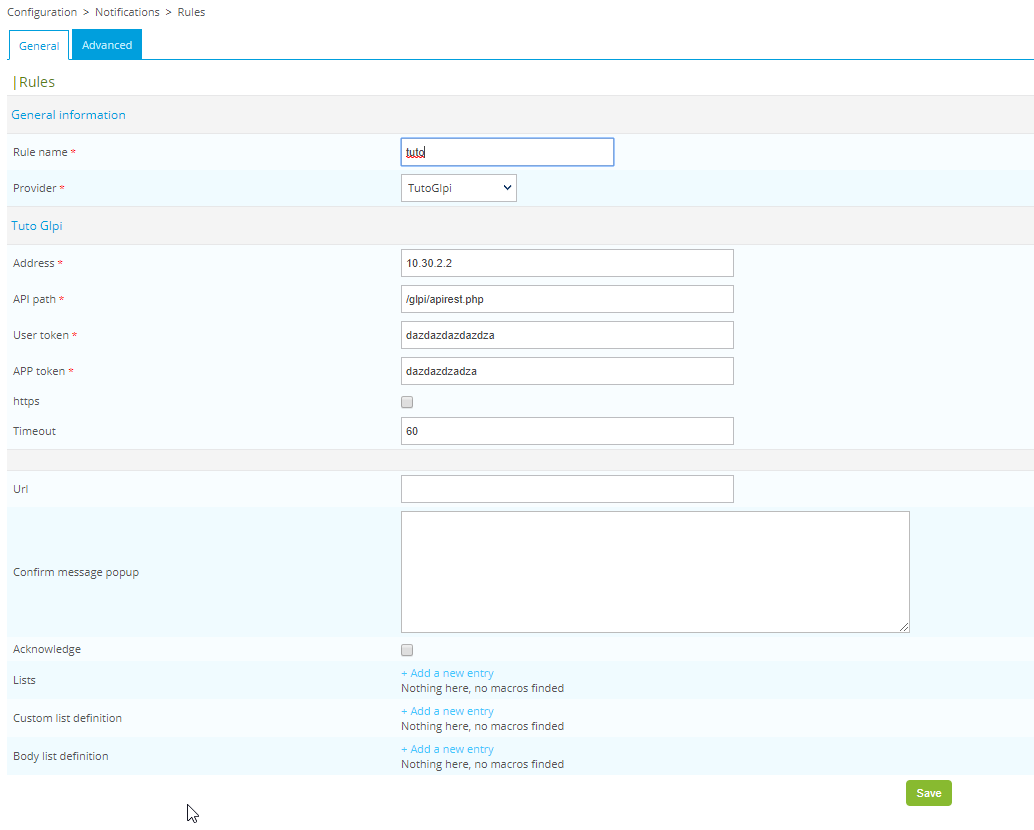 Configuration > Notifications > Rules
General Advanced
|Rules
General information
Rule name * tuto
Provider * TutoGlpi
Tuto Glpi
Address * 10.30.2.2
API path * /glpi/apirest.php
User token * dazdazdazdazdza
APP token * dazdazdzadza
https
Timeout 60
Url
Confirm message popup
Acknowledge
Lists + Add a new entry
Nothing here, no macros finded
Custom list definition + Add a new entry
Nothing here, no macros finded
Body list definition + Add a new entry
Nothing here, no macros finded
Save